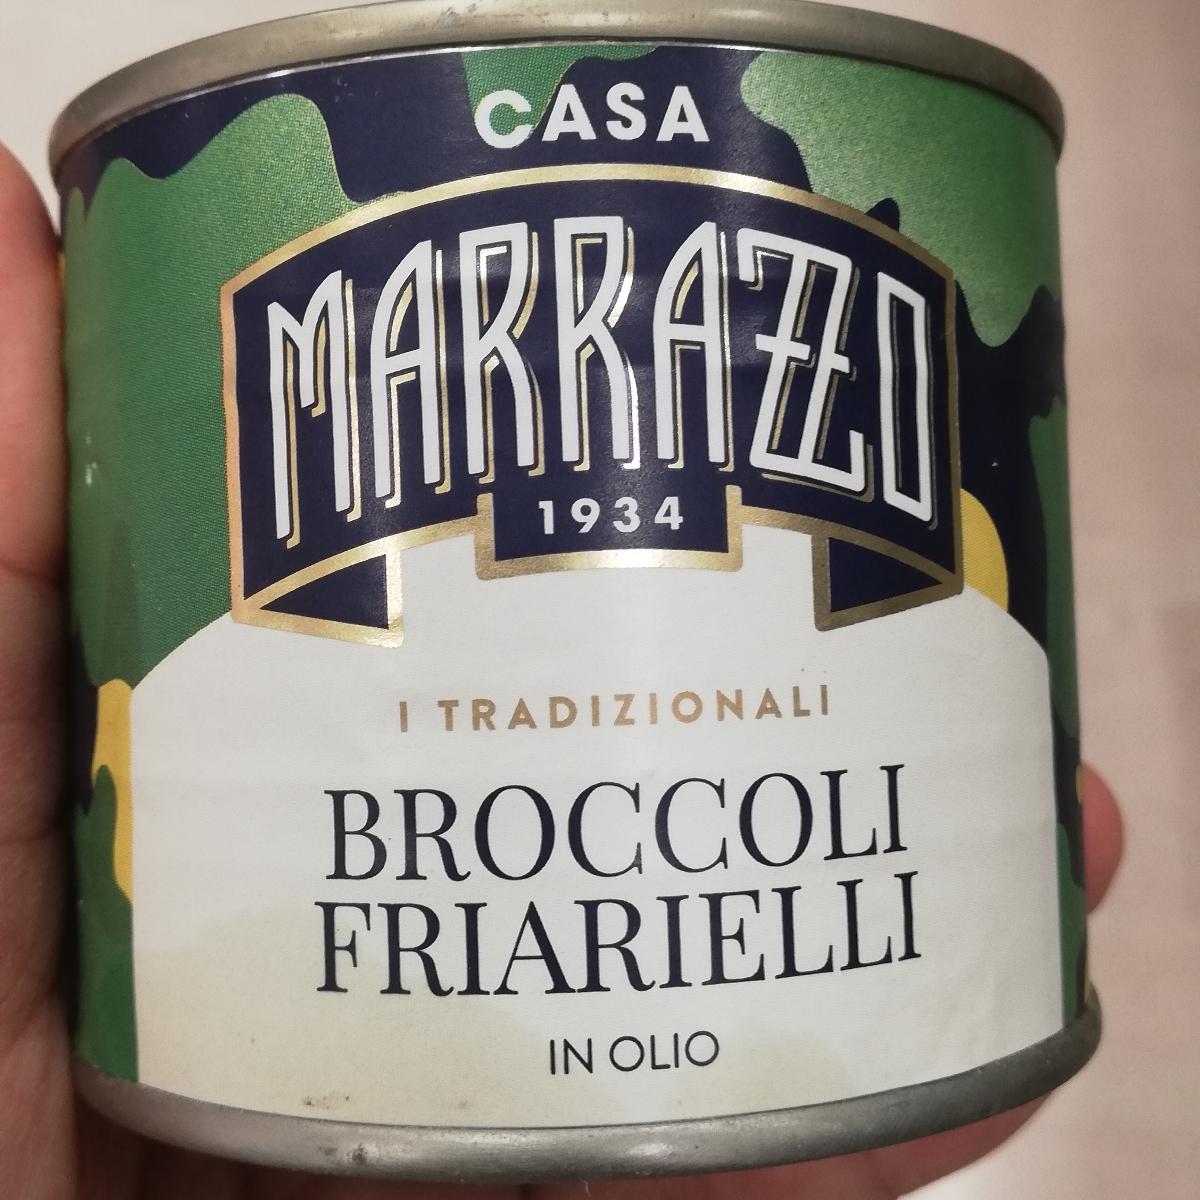 CASA
MARRAZZO
1934
I TRADIZIONALI
BROCCOLI
FRIARIELLI
IN OLIO